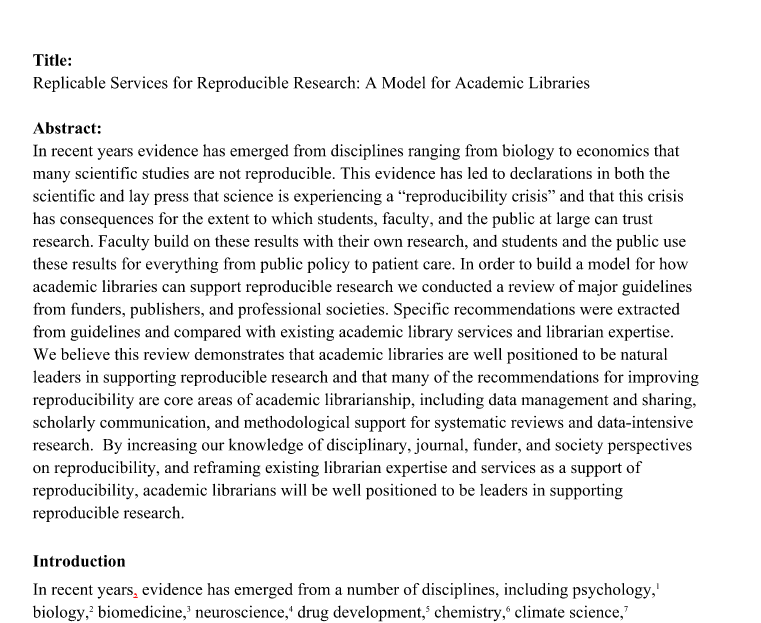 Title:
Replicable Services for Reproducible Research: A Model for Academic Libraries
Abstract:
In recent years evidence has emerged from disciplines ranging from biology to economics that
many scientific studies are not reproducible. This evidence has led to declarations in both the
scientific and lay press that science is experiencing a “reproducibility crisis” and that this crisis
has consequences for the extent to which students, faculty, and the public at large can trust
research. Faculty build on these results with their own research, and students and the public use
these results for everything from public policy to patient care. In order to build a model for how
academic libraries can support reproducible research we conducted a review of major guidelines
from funders, publishers, and professional societies. Specific recommendations were extracted
from guidelines and compared with existing academic library services and librarian expertise.
We believe this review demonstrates that academic libraries are well positioned to be natural
leaders in supporting reproducible research and that many of the recommendations for improving
reproducibility are core areas of academic librarianship, including data management and sharing,
scholarly communication, and methodological support for systematic reviews and data-intensive
research.  By increasing our knowledge of disciplinary, journal, funder, and society perspectives
on reproducibility, and reframing existing librarian expertise and services as a support of
reproducibility, academic librarians will be well positioned to be leaders in supporting
reproducible research.
Introduction
In recent years, evidence has emerged from a number of disciplines, including psychology,¹
biology,² biomedicine,³ neuroscience,⁴ drug development,⁵ chemistry,⁶ climate science,⁷